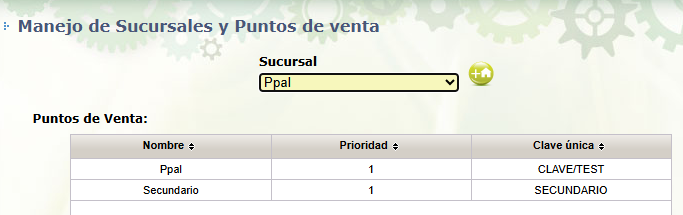 Manejo de Sucursales y Puntos de venta
Sucursal
Ppal
Puntos de Venta:
Nombre Prioridad Clave única
Ppal 1 CLAVE/TEST
Secundario 1 SECUNDARIO